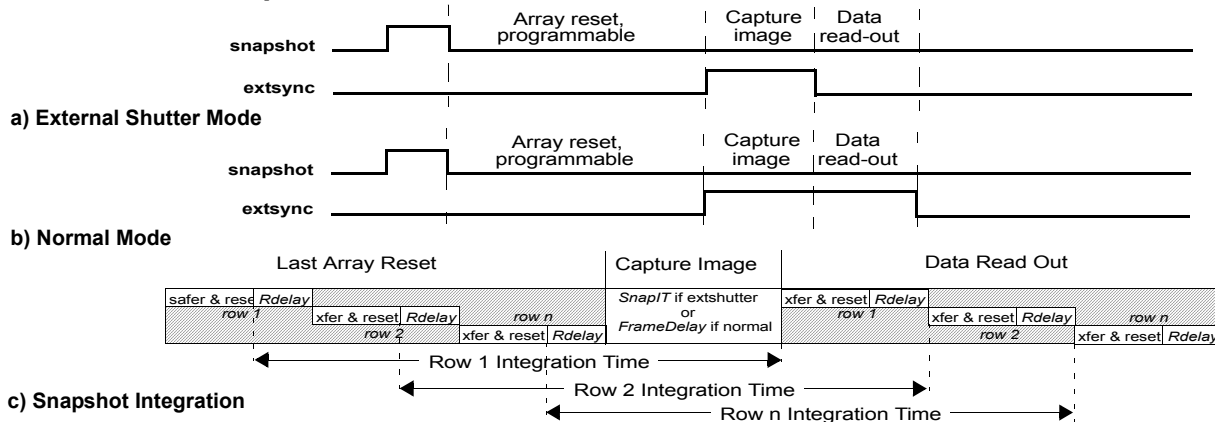 Array reset, programmable
Capture image
Data read-out
snapshot
extsync
a) External Shutter Mode
Array reset, programmable
Capture image
Data read-out
snapshot
extsync
b) Normal Mode
Last Array Reset
Capture Image
Data Read Out
safer & rese
Rdelay
row 1
xfer & reset
Rdelay
row 2
row n
xfer & reset
Rdelay
SnapIT if extshutter
or
FrameDelay if normal
xfer & reset
Rdelay
row 1
xfer & reset
Rdelay
row 2
row n
xfer & reset
Rdelay
Row 1 Integration Time
Row 2 Integration Time
Row n Integration Time
c) Snapshot Integration